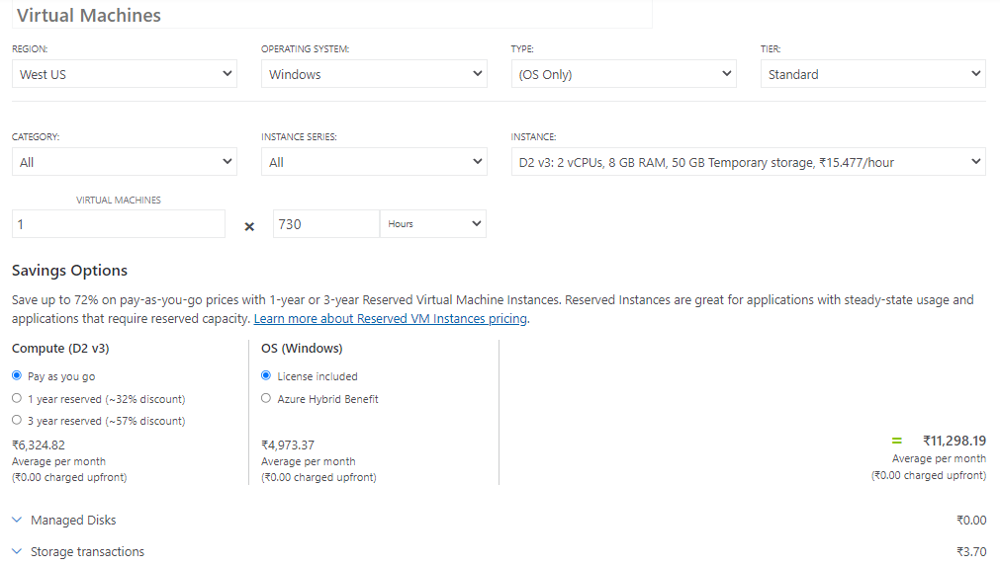 Virtual Machines
REGION: OPERATING SYSTEM: TYPE: TIER:
West US Windows (OS Only) Standard
CATEGORY: INSTANCE SERIES: INSTANCE:
All All D2 v3: 2 vCPUs, 8 GB RAM, 50 GB Temporary storage, ₹15.477/hour
VIRTUAL MACHINES
1 × 730 Hours
Savings Options
Save up to 72% on pay-as-you-go prices with 1-year or 3-year Reserved Virtual Machine Instances. Reserved Instances are great for applications with steady-state usage and
applications that require reserved capacity. Learn more about Reserved VM Instances pricing.
Compute (D2 v3)
Pay as you go
1 year reserved (~32% discount)
3 year reserved (~57% discount)
₹6,324.82
Average per month
(₹0.00 charged upfront)
OS (Windows)
License included
Azure Hybrid Benefit
₹4,973.37
Average per month
(₹0.00 charged upfront)
= ₹11,298.19
Average per month
(₹0.00 charged upfront)
Managed Disks ₹0.00
Storage transactions ₹3.70